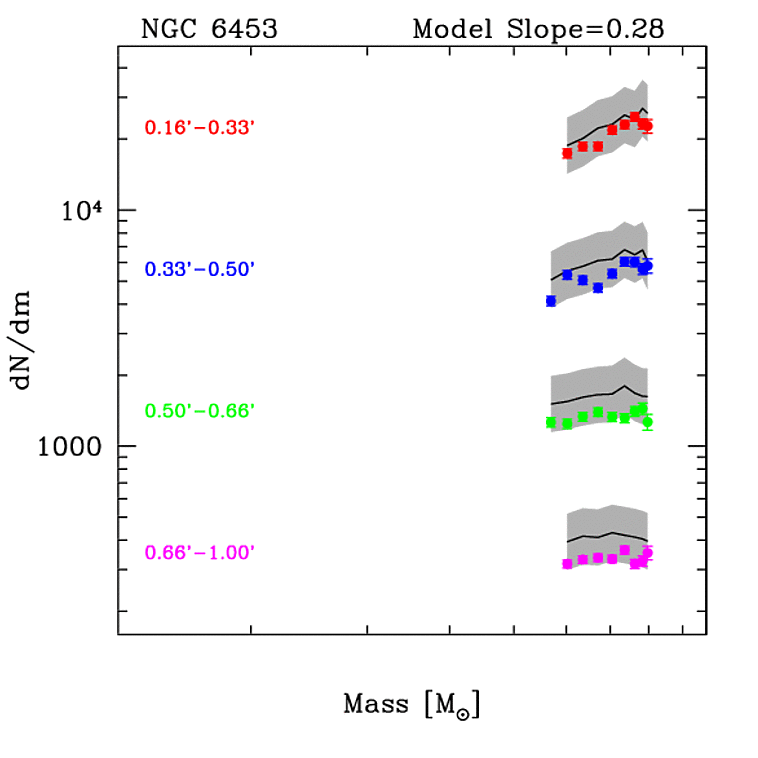 NGC 6453 Model Slope=0.28
0.16'-0.33'
10⁴
0.33'-0.50'
dN/dm
0.50'-0.66'
1000
0.66'-1.00'
Mass [M⊙]